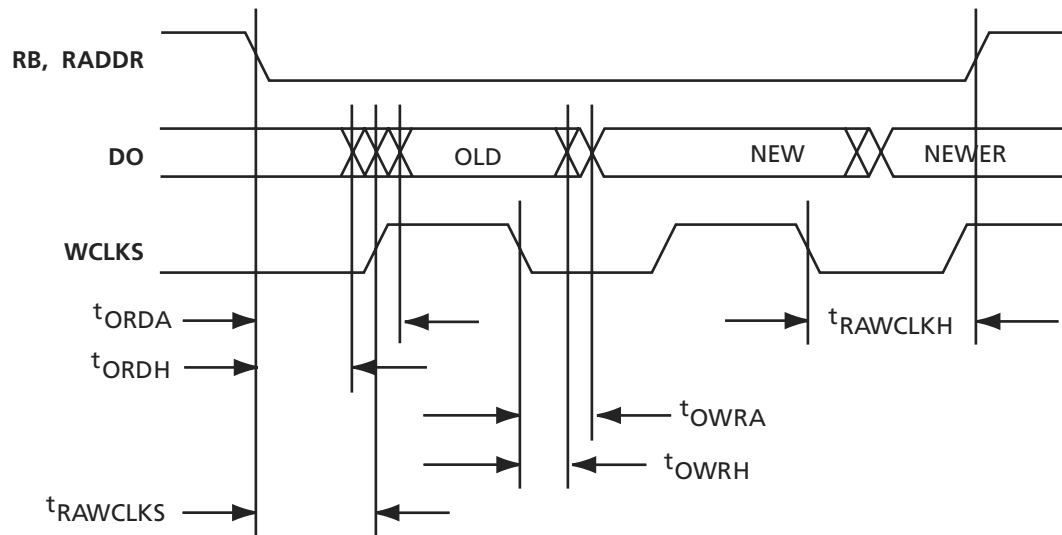 RB, RADDR
DO
OLD
NEW
NEWER
WCLKS
tORDA
tRAWCLKH
tORDH
tOWRA
tOWRH
tRAWCLKS